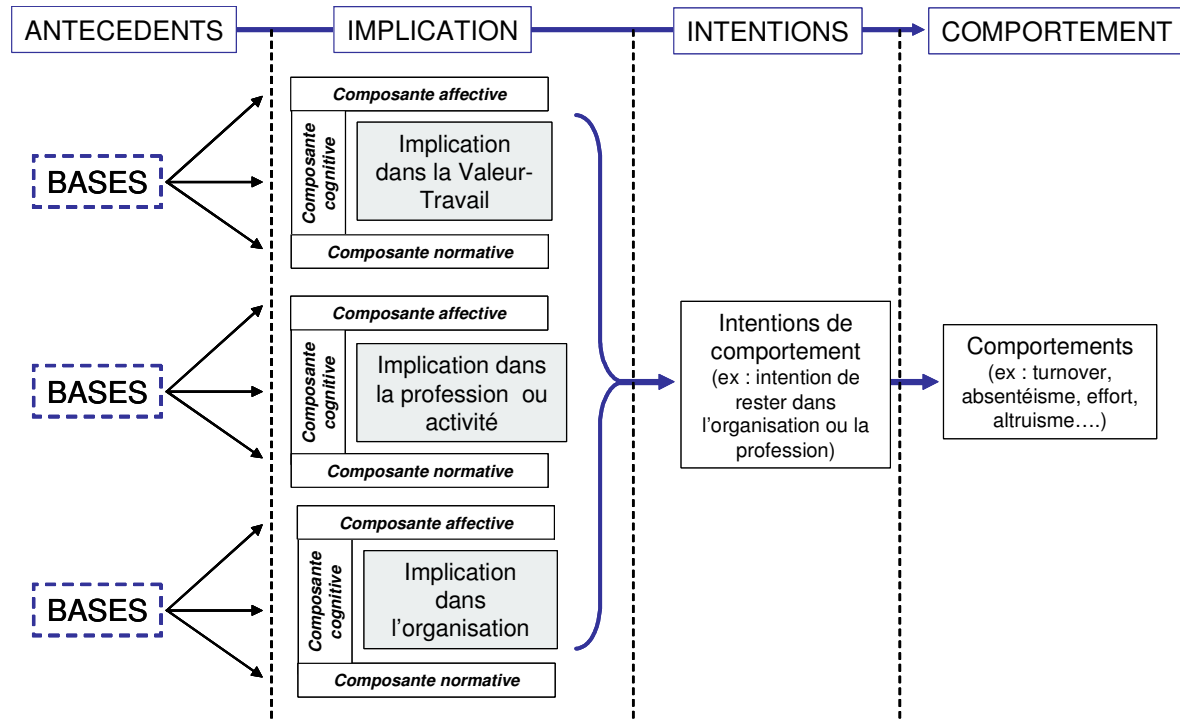 ANTECEDENTS
IMPLICATION
INTENTIONS
COMPORTEMENT
BASES
Composante affective
Composante
cognitive
Implication
dans la Valeur-
Travail
Composante normative
BASES
Composante affective
Composante
cognitive
Implication dans
la profession ou
activité
Composante normative
BASES
Composante affective
Composante
cognitive
Implication
dans
l'organisation
Composante normative
Intentions de
comportement
(ex : intention de
rester dans
l'organisation ou la
profession)
Comportements
(ex : turnover,
absentéisme, effort,
altruisme….)